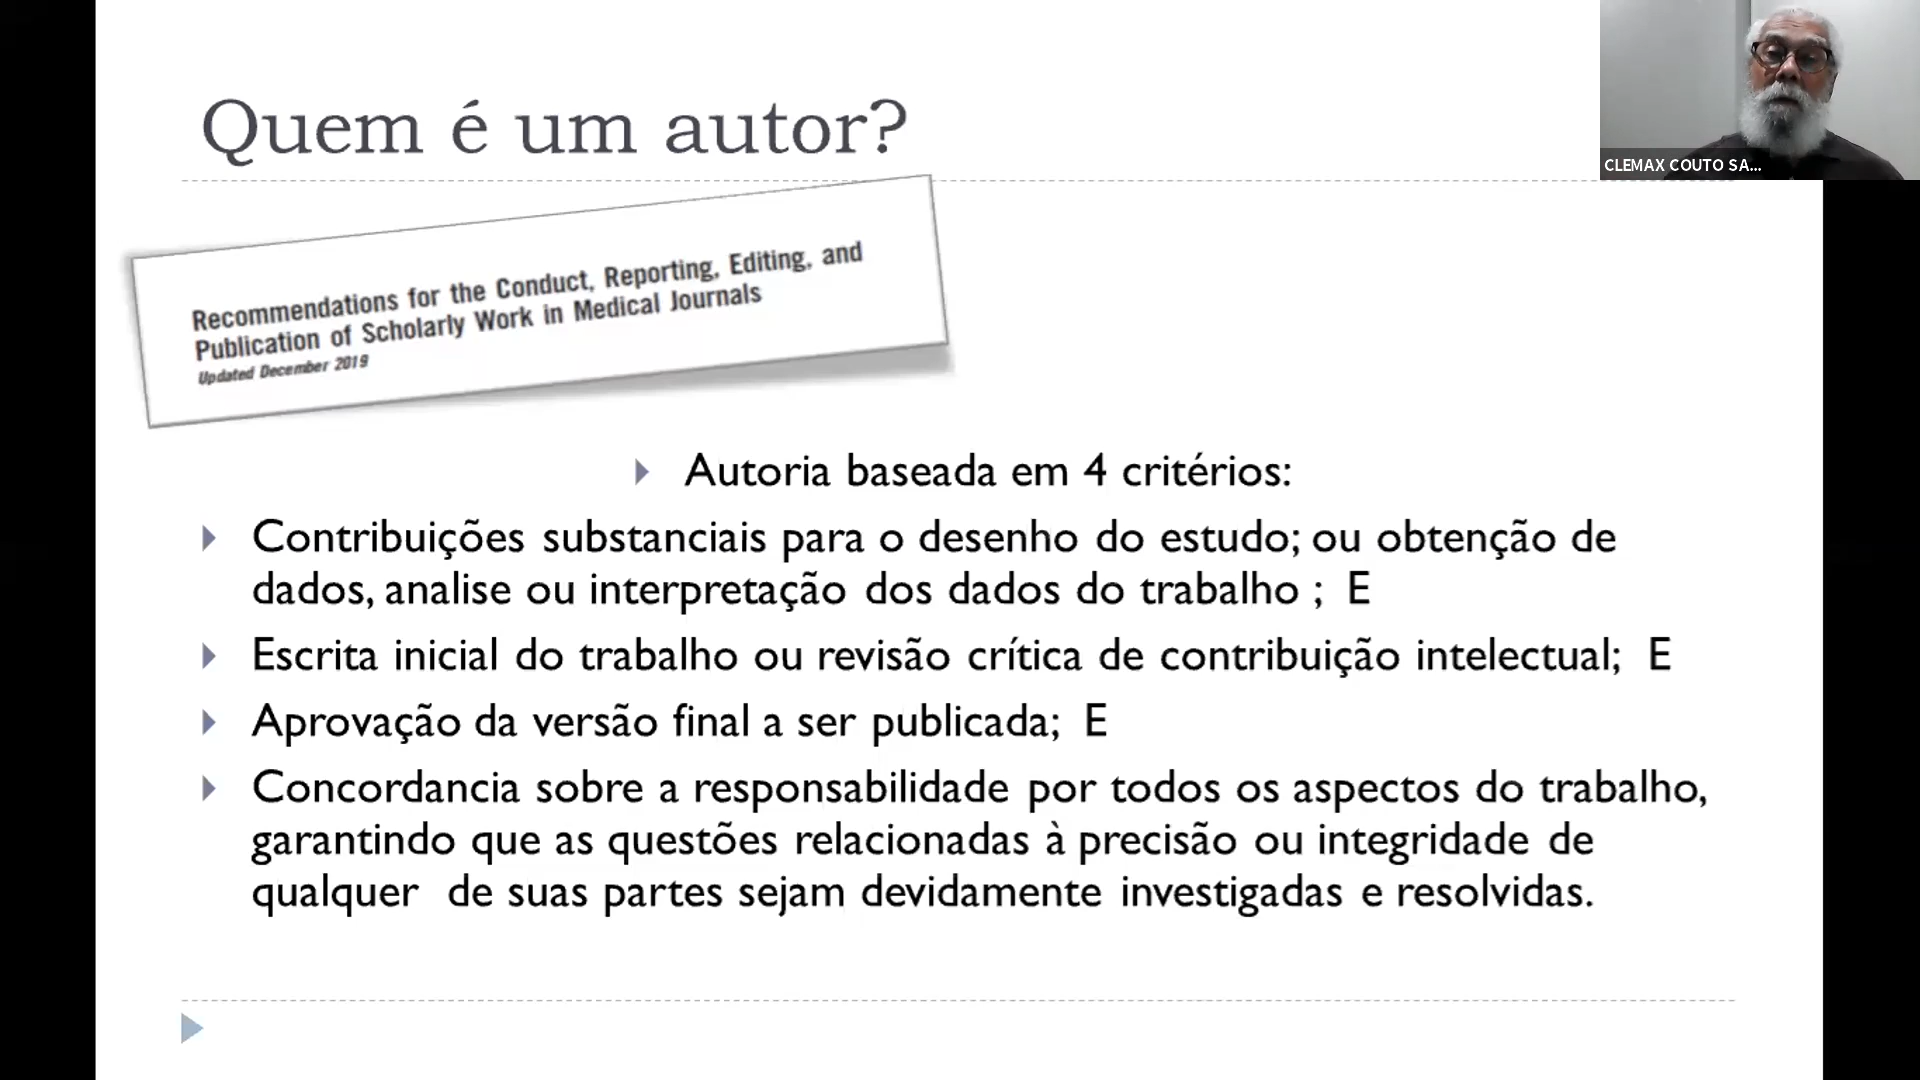 Quem é um autor?
CLEMAX COUTO SA...
Recommendations for the Conduct, Reporting, Editing, and
Publication of Scholarly Work in Medical Journals
Updated December 2019
Autoria baseada em 4 critérios:
Contribuições substanciais para o desenho do estudo; ou obtenção de
dados, analise ou interpretação dos dados do trabalho ; E
Escrita inicial do trabalho ou revisão crítica de contribuição intelectual; E
Aprovação da versão final a ser publicada; E
Concordancia sobre a responsabilidade por todos os aspectos do trabalho,
garantindo que as questões relacionadas à precisão ou integridade de
qualquer de suas partes sejam devidamente investigadas e resolvidas.